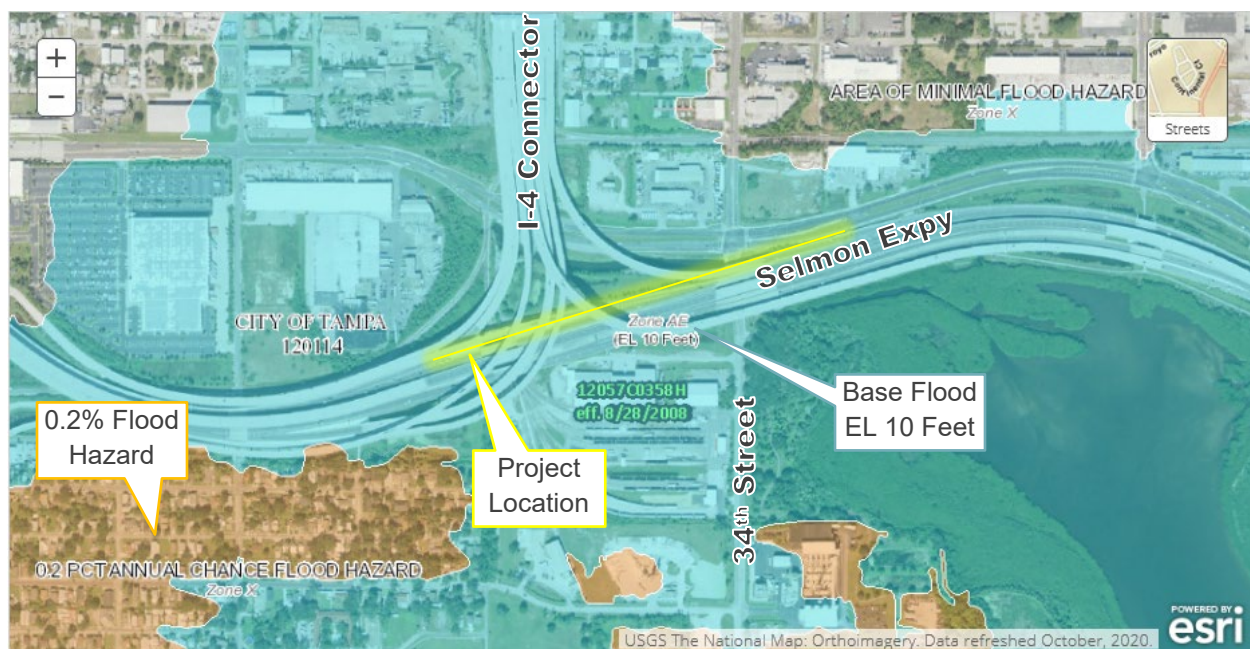 +
−
I-4 Connector
AREA OF MINIMAL FLOOD HAZARD
Zone X
Streets
Selmon Expy
CITY OF TAMPA
120114
Zone AE
(EL 10 Feet)
12057C0358H
eff. 8/28/2008
Base Flood
EL 10 Feet
0.2% Flood
Hazard
Project
Location
34th Street
0.2 PCT ANNUAL CHANCE FLOOD HAZARD
Zone X
POWERED BY
esri
USGS The National Map: Orthoimagery. Data refreshed October, 2020.